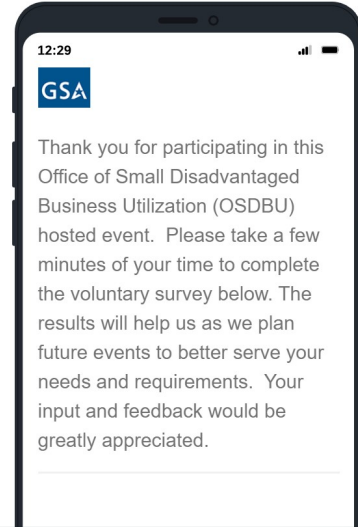 12:29
GSA
Thank you for participating in this
Office of Small Disadvantaged
Business Utilization (OSDBU)
hosted event.  Please take a few
minutes of your time to complete
the voluntary survey below. The
results will help us as we plan
future events to better serve your
needs and requirements.  Your
input and feedback would be
greatly appreciated.